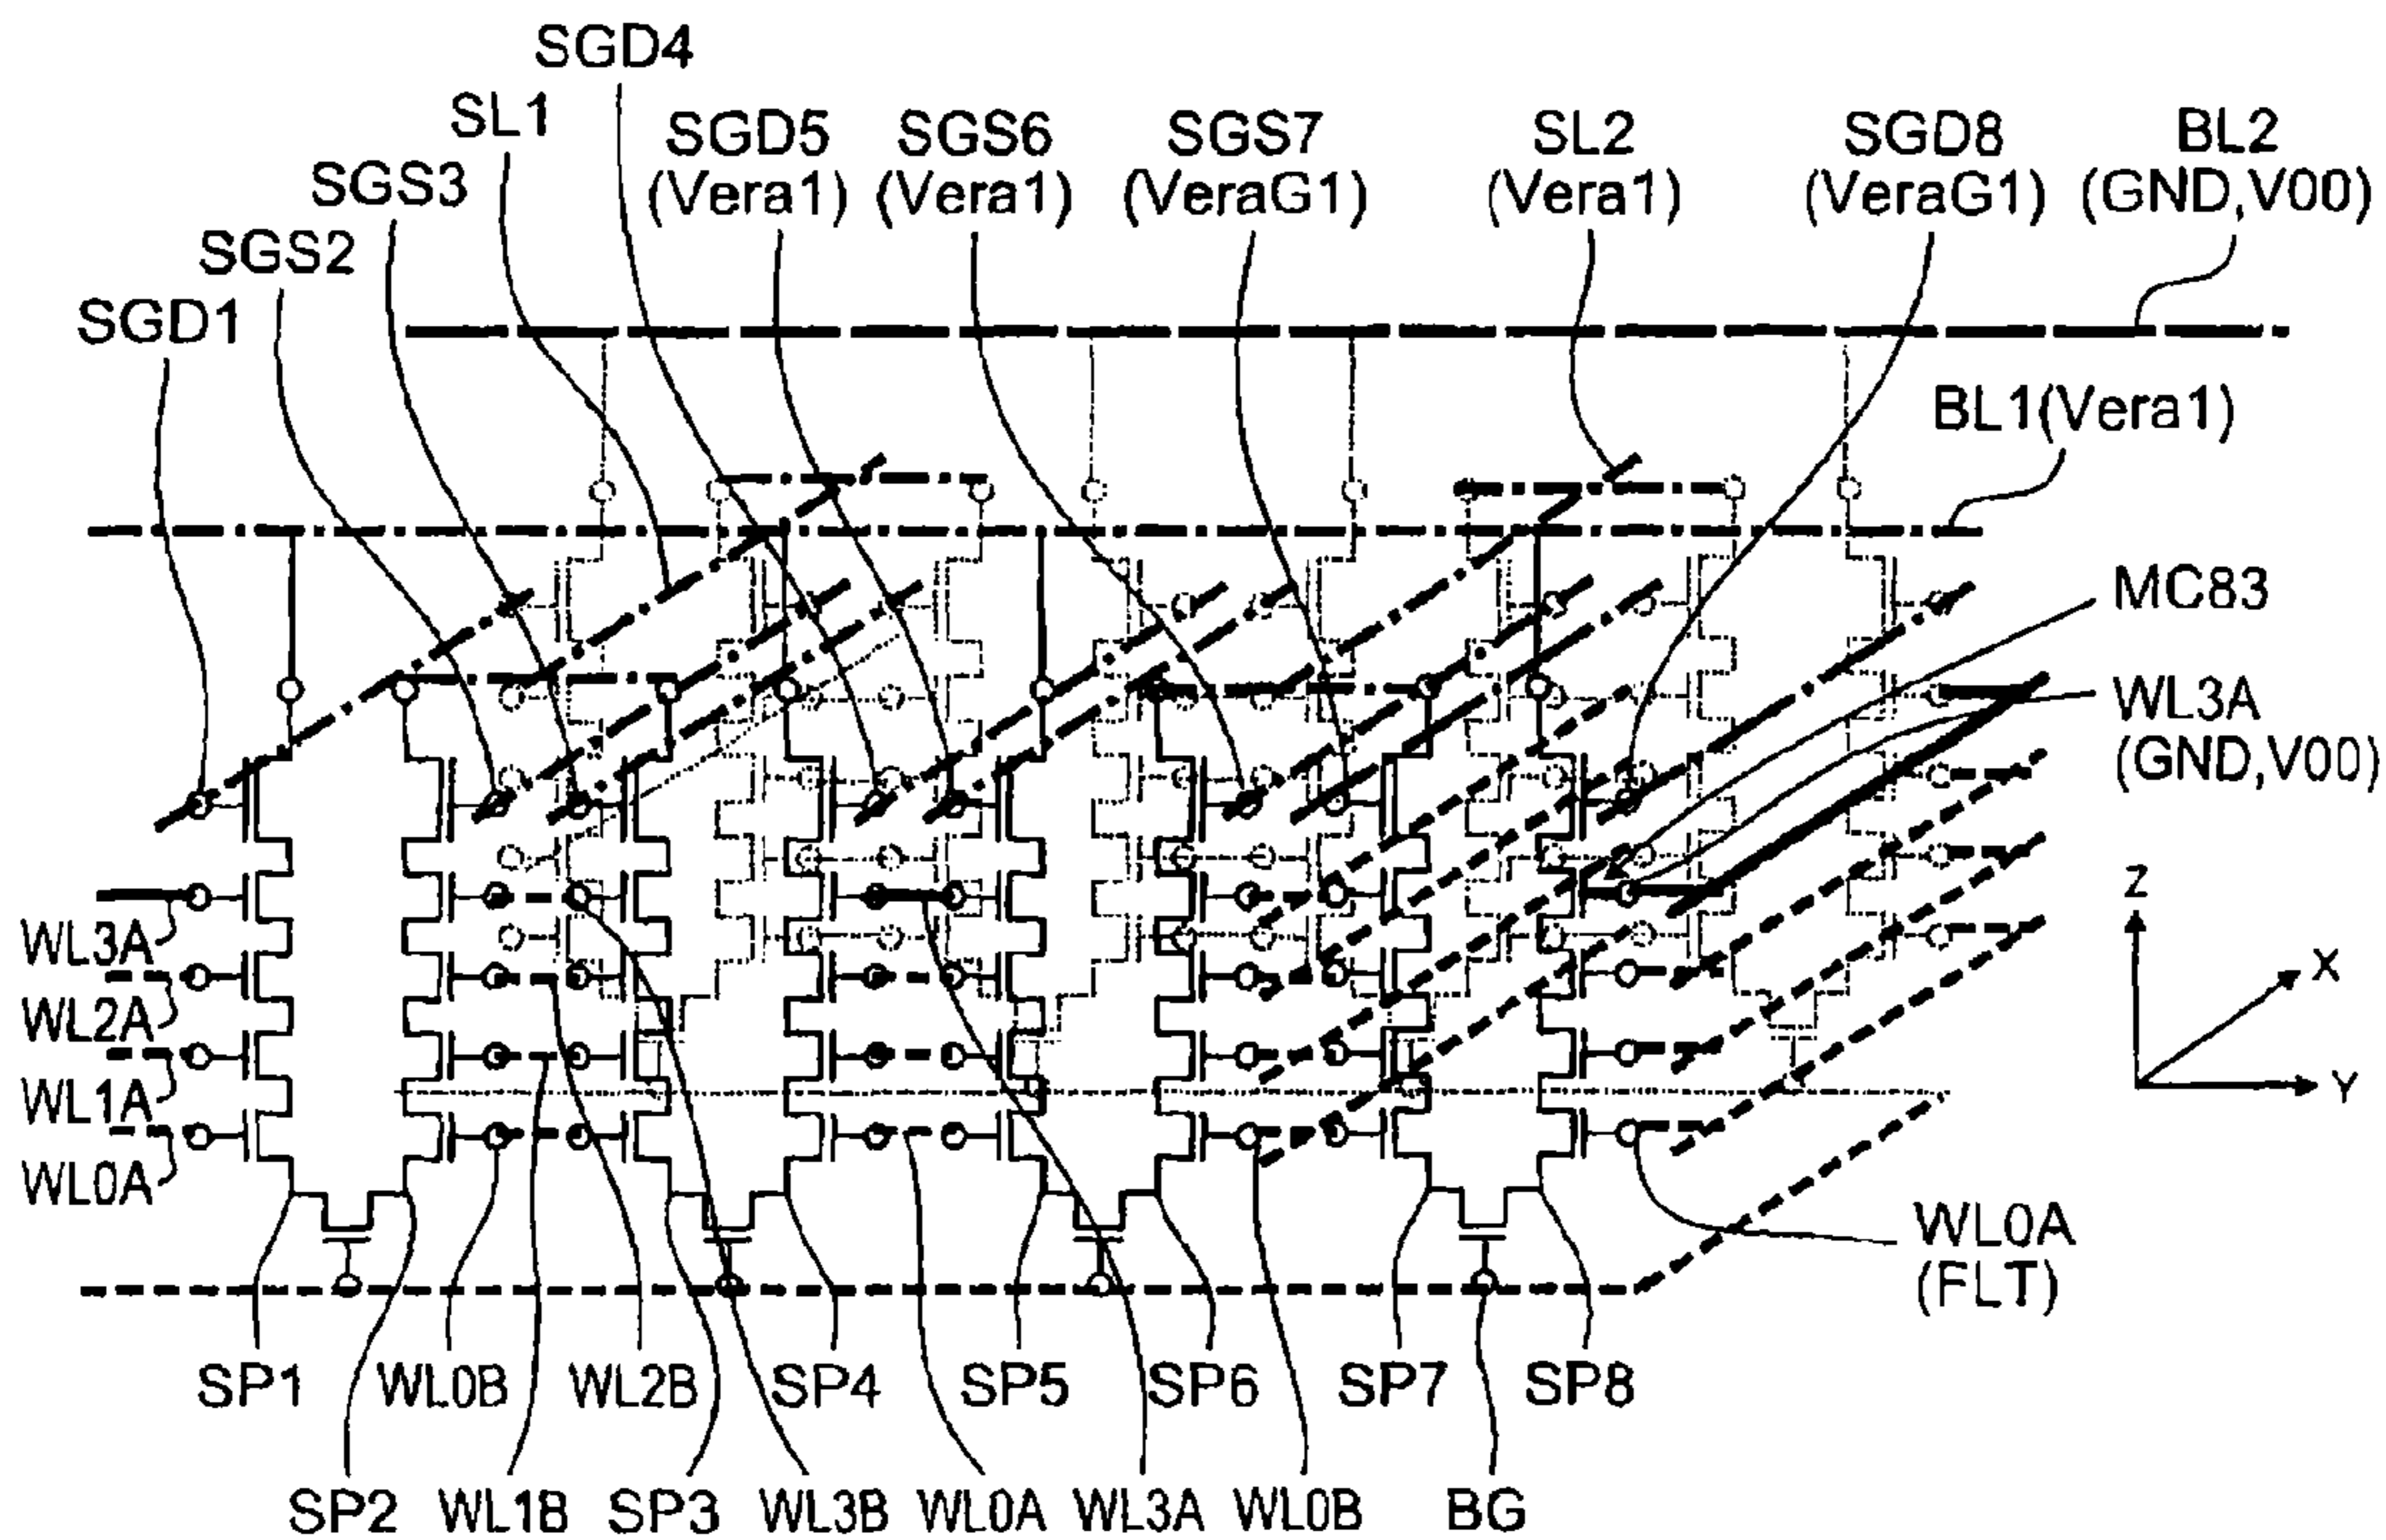 SGD4
SL1
SGD5
(Vera1)
SGS6
(Vera1)
SGS7
(VeraG1)
SL2
(Vera1)
SGD8
(VeraG1)
BL2
(GND,V00)
SGS3
SGS2
SGD1
BL1(Vera1)
MC83
WL3A
(GND,V00)
WL3A
WL2A
WL1A
WL0A
Z
X
Y
WL0A
(FLT)
SP1
WL0B
WL2B
SP4
SP5
SP6
SP7
SP8
SP2
WL1B
SP3
WL3B
WL0A
WL3A
WL0B
BG